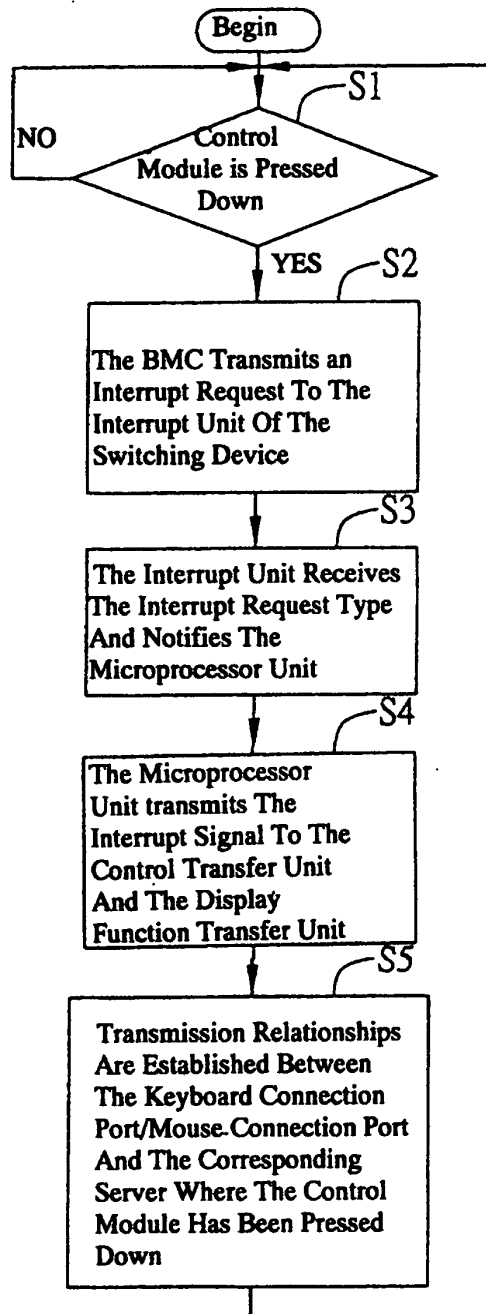 Begin
S1
NO
Control
Module is Pressed
Down
YES
S2
The BMC Transmits an
Interrupt Request To The
Interrupt Unit Of The
Switching Device
S3
The Interrupt Unit Receives
The Interrupt Request Type
And Notifies The
Microprocessor Unit
S4
The Microprocessor
Unit transmits The
Interrupt Signal To The
Control Transfer Unit
And The Display
Function Transfer Unit
S5
Transmission Relationships
Are Established Between
The Keyboard Connection
Port/Mouse-Connection Port
And The Corresponding
Server Where The Control
Module Has Been Pressed
Down